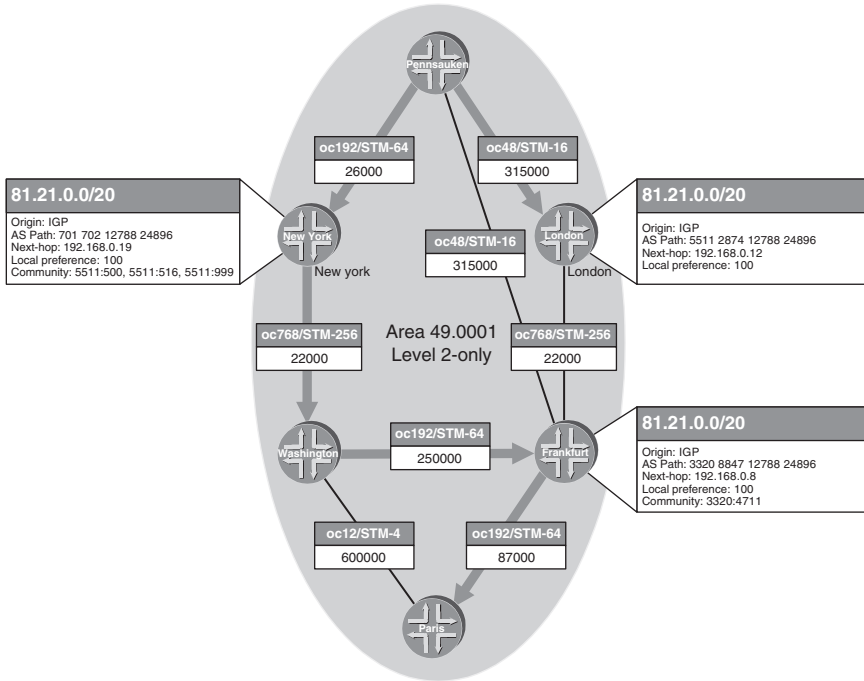 Pennsauken
oc192/STM-64
26000
oc48/STM-16
315000
81.21.0.0/20
Origin: IGP
AS Path: 701 702 12788 24896
Next-hop: 192.168.0.19
Local preference: 100
Community: 5511:500, 5511:516, 5511:999
New York
New york
oc48/STM-16
315000
London
London
81.21.0.0/20
Origin: IGP
AS Path: 5511 2874 12788 24896
Next-hop: 192.168.0.12
Local preference: 100
oc768/STM-256
22000
Area 49.0001
Level 2-only
oc768/STM-256
22000
Washington
oc192/STM-64
250000
Frankfurt
81.21.0.0/20
Origin: IGP
AS Path: 3320 8847 12788 24896
Next-hop: 192.168.0.8
Local preference: 100
Community: 3320:4711
oc12/STM-4
600000
oc192/STM-64
87000
Paris